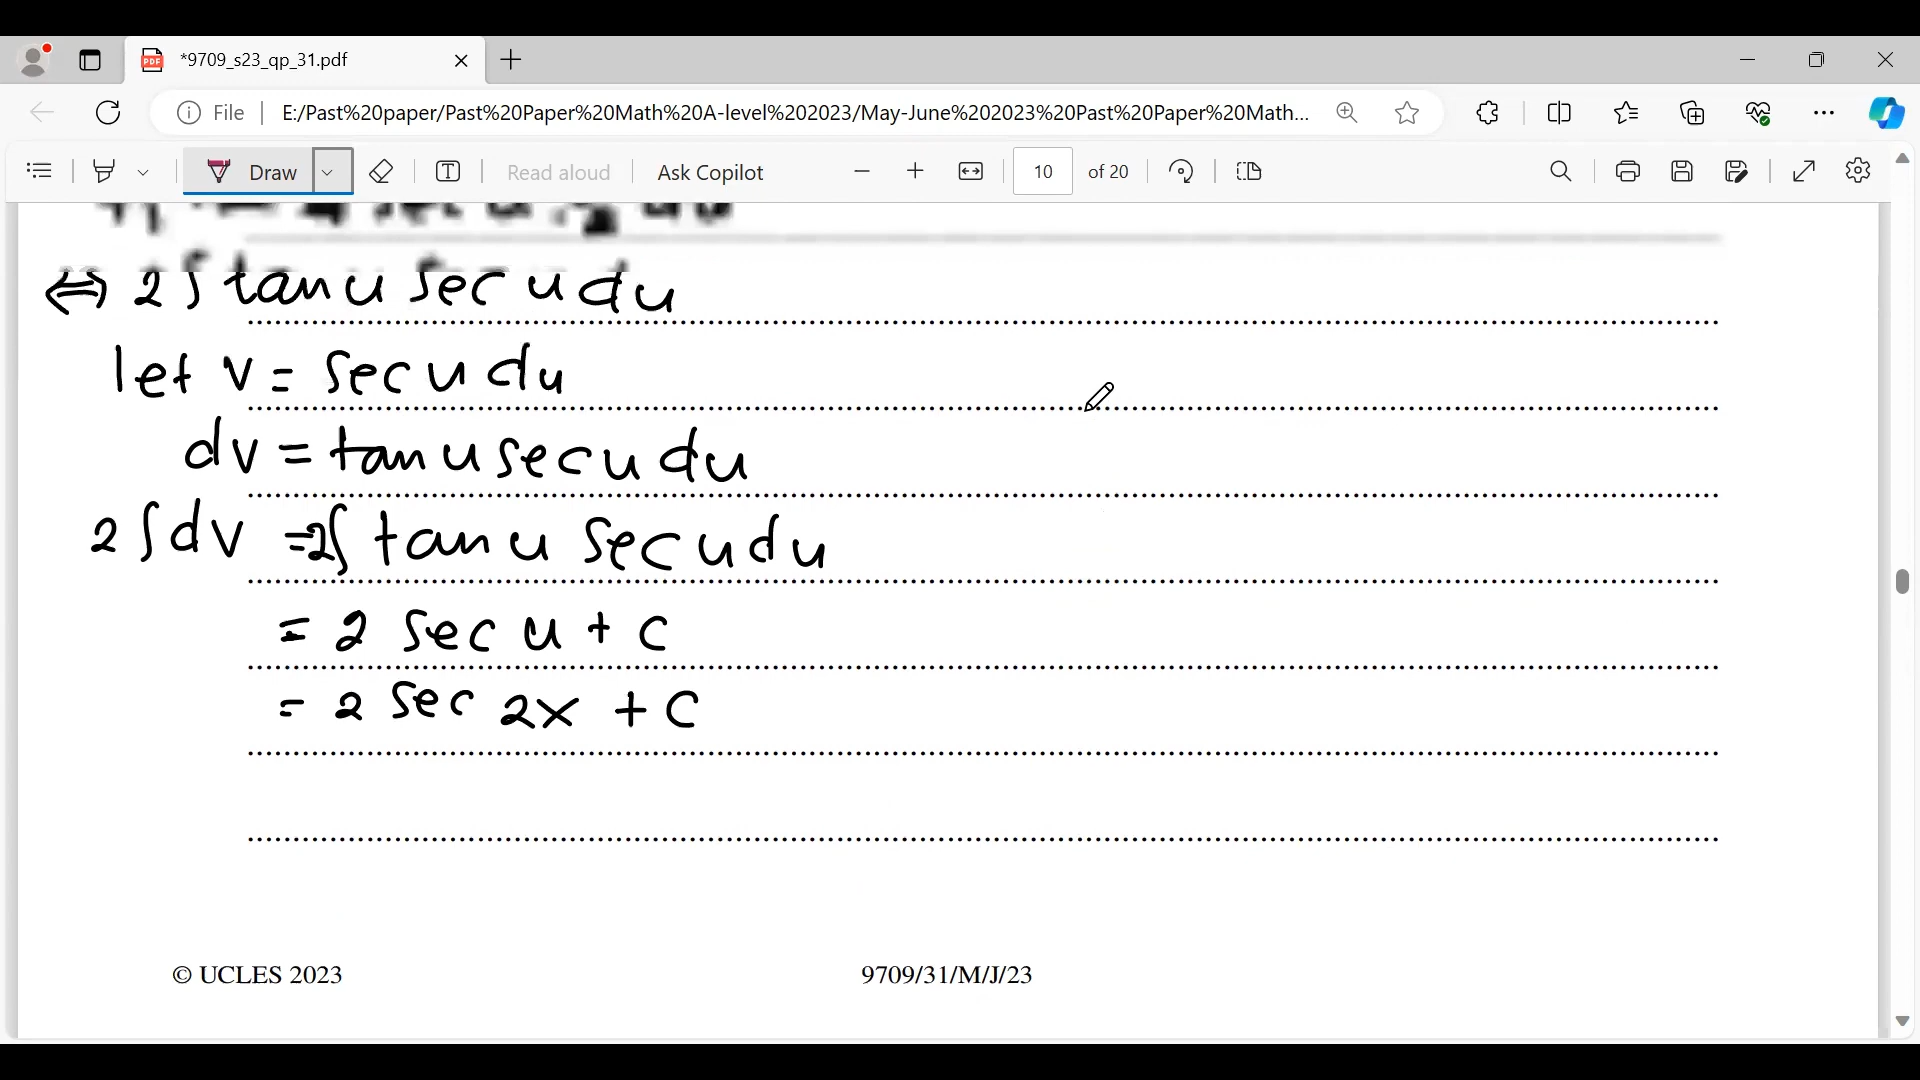 *9709_s23_qp_31.pdf
File E:/Past%20paper/Past%20Paper%20Math%20A-level%202023/May-June%202023%20Past%20Paper%20Math...
Draw Read aloud Ask Copilot 10 of 20
⇔ 2∫ tan u sec u du
let v = sec u du
dv = tan u sec u du
2∫dv = 2∫ tan u sec u du
= 2 sec u + c
= 2 sec 2x + C
© UCLES 2023 9709/31/M/J/23